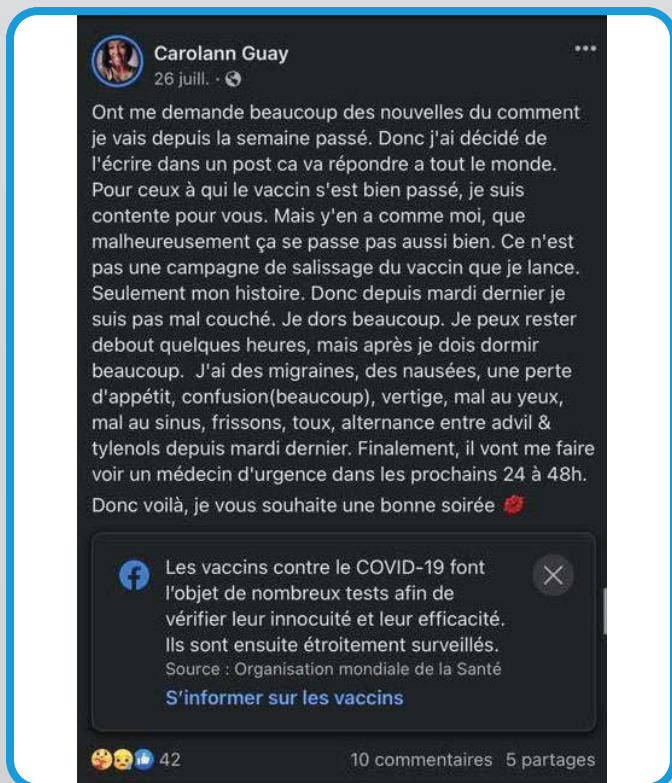 Carolann Guay
26 juill. ·
Ont me demande beaucoup des nouvelles du comment
je vais depuis la semaine passé. Donc j'ai décidé de
l'écrire dans un post ca va répondre a tout le monde.
Pour ceux à qui le vaccin s'est bien passé, je suis
contente pour vous. Mais y'en a comme moi, que
malheureusement ça se passe pas aussi bien. Ce n'est
pas une campagne de salissage du vaccin que je lance.
Seulement mon histoire. Donc depuis mardi dernier je
suis pas mal couché. Je dors beaucoup. Je peux rester
debout quelques heures, mais après je dois dormir
beaucoup. J'ai des migraines, des nausées, une perte
d'appétit, confusion(beaucoup), vertige, mal au yeux,
mal au sinus, frissons, toux, alternance entre advil &
tylenols depuis mardi dernier. Finalement, il vont me faire
voir un médecin d'urgence dans les prochains 24 à 48h.
Donc voilà, je vous souhaite une bonne soirée 💋
Les vaccins contre le COVID-19 font
l'objet de nombreux tests afin de
vérifier leur innocuité et leur efficacité.
Ils sont ensuite étroitement surveillés.
Source : Organisation mondiale de la Santé
S'informer sur les vaccins
42
10 commentaires 5 partages